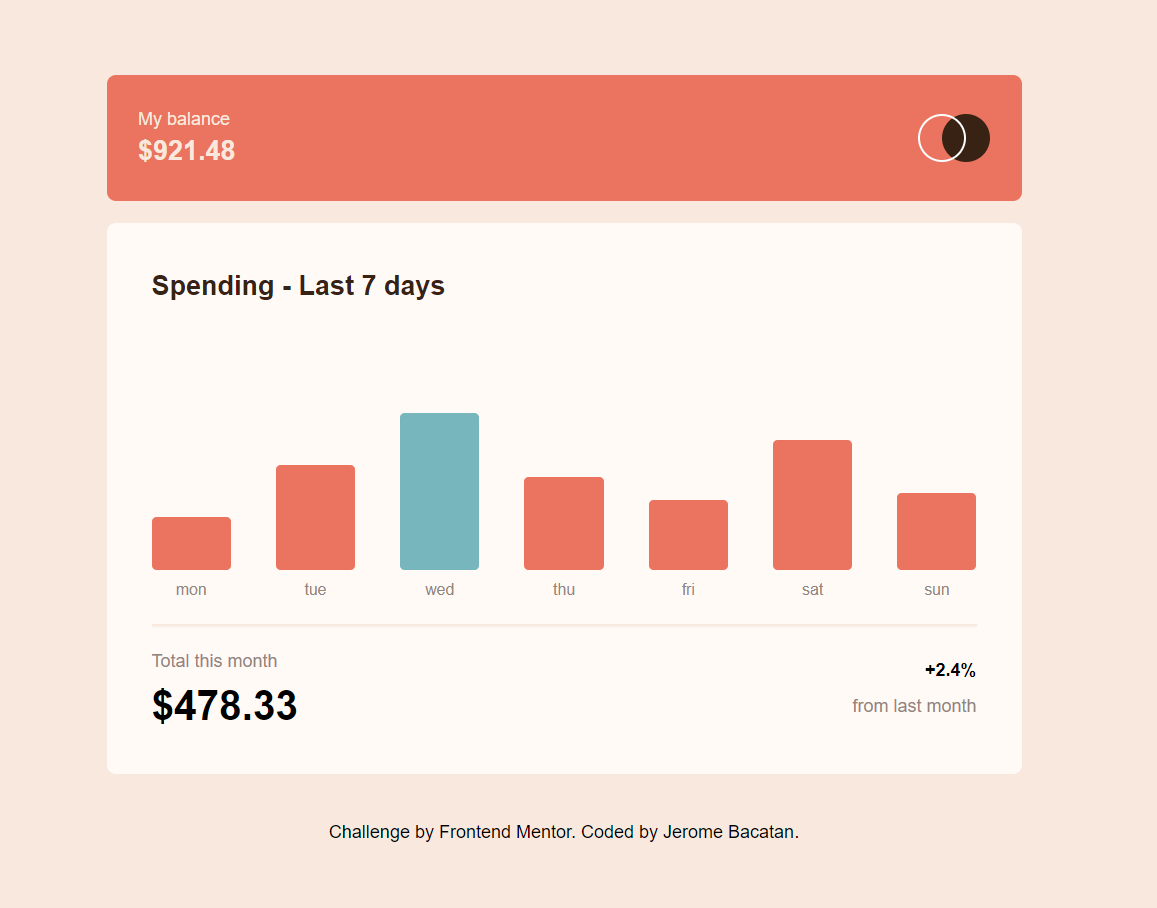 My balance
$921.48
Spending - Last 7 days
mon tue wed thu fri sat sun
Total this month
$478.33
+2.4%
from last month
Challenge by Frontend Mentor. Coded by Jerome Bacatan.